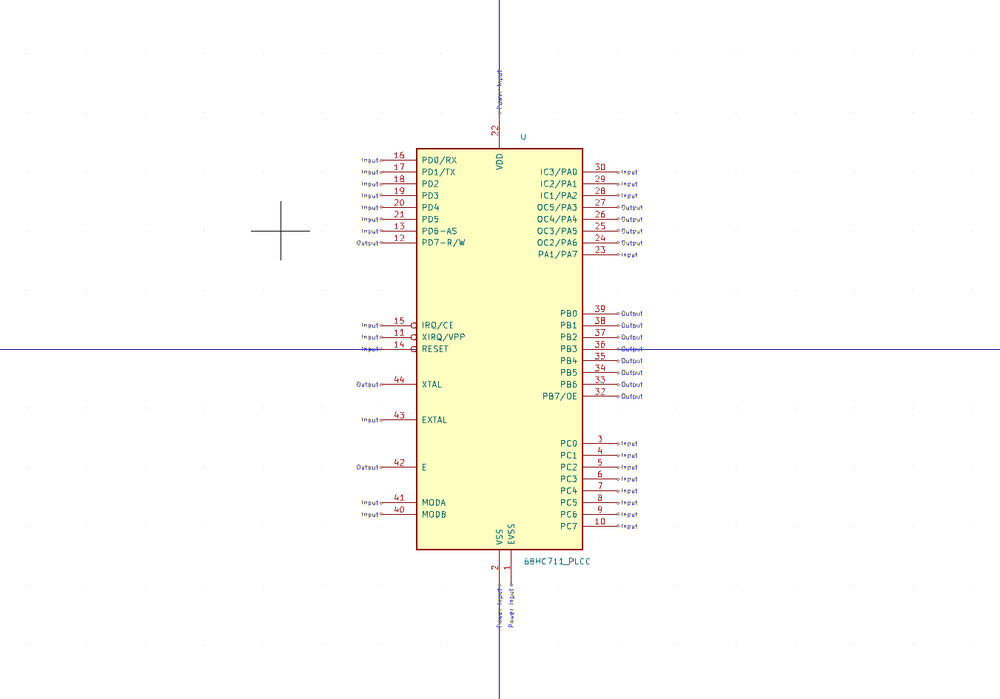 Power Input
22
U
VDD
Input 16 PD0/RX
Input 17 PD1/TX
Input 18 PD2
Input 19 PD3
Input 20 PD4
Input 21 PD5
Input 13 PD6-AS
Output 12 PD7-R/W
IC3/PA0 30 Input
IC2/PA1 29 Input
IC1/PA2 28 Input
OC5/PA3 27 Output
OC4/PA4 26 Output
OC3/PA5 25 Output
OC2/PA6 24 Output
PA1/PA7 23 Input
Input 15 IRQ/CE
Input 11 XIRQ/VPP
Input 14 RESET
Output 44 XTAL
Input 43 EXTAL
Output 42 E
Input 41 MODA
Input 40 MODB
PB0 39 Output
PB1 38 Output
PB2 37 Output
PB3 36 Output
PB4 35 Output
PB5 34 Output
PB6 33 Output
PB7/OE 32 Output
PC0 3 Input
PC1 4 Input
PC2 5 Input
PC3 6 Input
PC4 7 Input
PC5 8 Input
PC6 9 Input
PC7 10 Input
VSS
EVSS
68HC711_PLCC
2
1
Power Input
Power Input